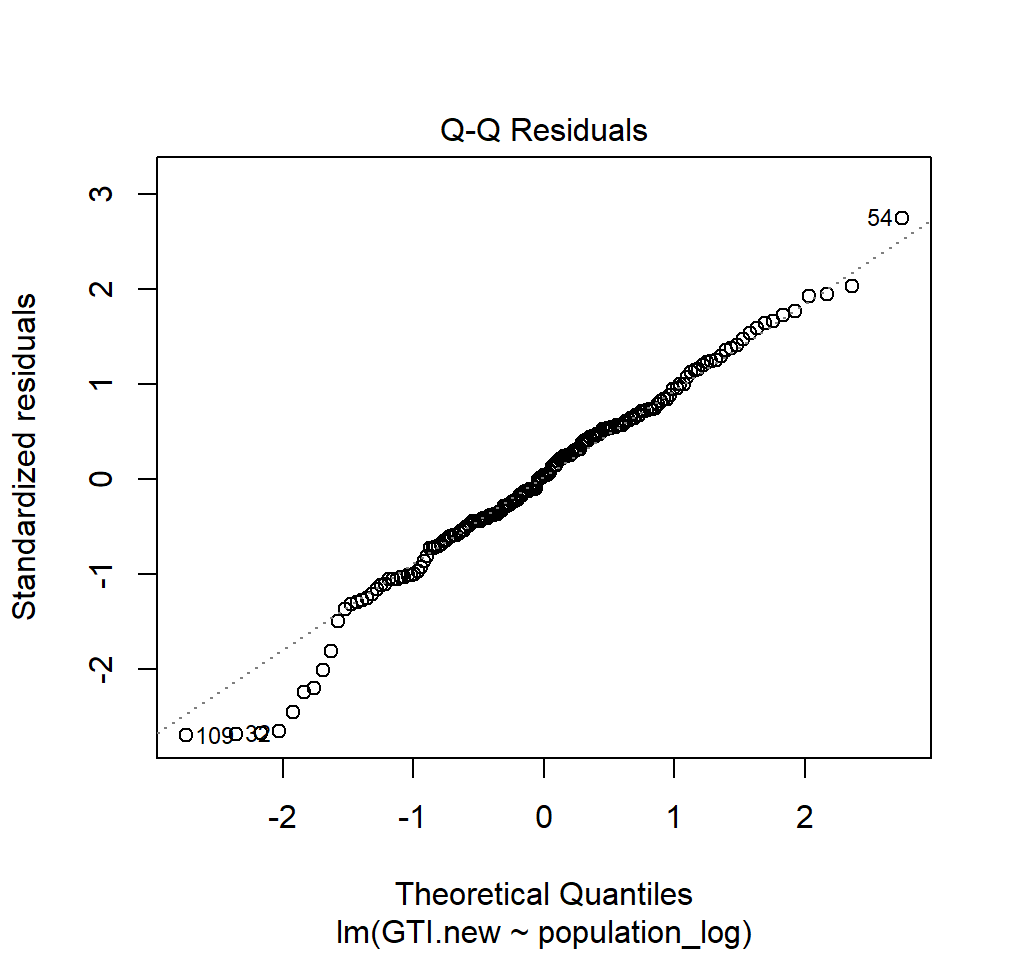 Q-Q Residuals
Standardized residuals
3
2
1
0
-1
-2
54
109
32
-2 -1 0 1 2
Theoretical Quantiles
lm(GTI.new ~ population_log)